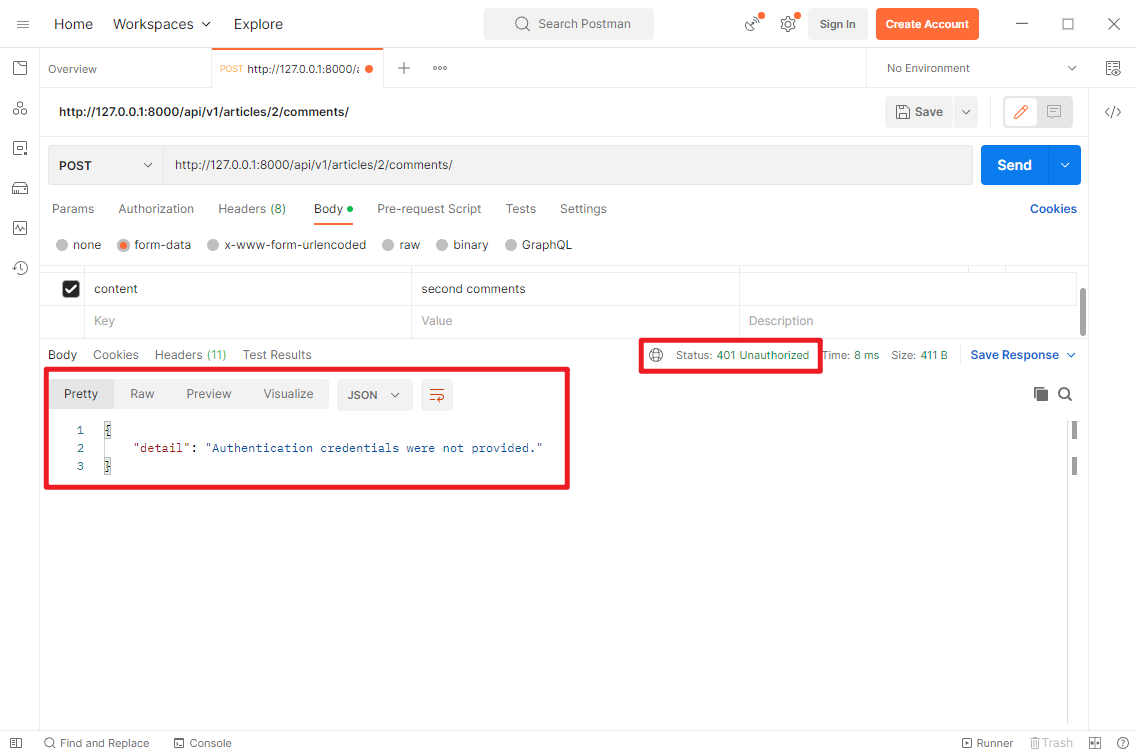 Home Workspaces Explore Search Postman Sign In Create Account
Overview POST http://127.0.0.1:8000/a No Environment
http://127.0.0.1:8000/api/v1/articles/2/comments/ Save
POST http://127.0.0.1:8000/api/v1/articles/2/comments/ Send
Params Authorization Headers (8) Body Pre-request Script Tests Settings Cookies
none form-data x-www-form-urlencoded raw binary GraphQL
content second comments
Key Value Description
Body Cookies Headers (11) Test Results Status: 401 Unauthorized Time: 8 ms Size: 411 B Save Response
Pretty Raw Preview Visualize JSON
1 {
2 "detail": "Authentication credentials were not provided."
3 }
Find and Replace Console Runner Trash